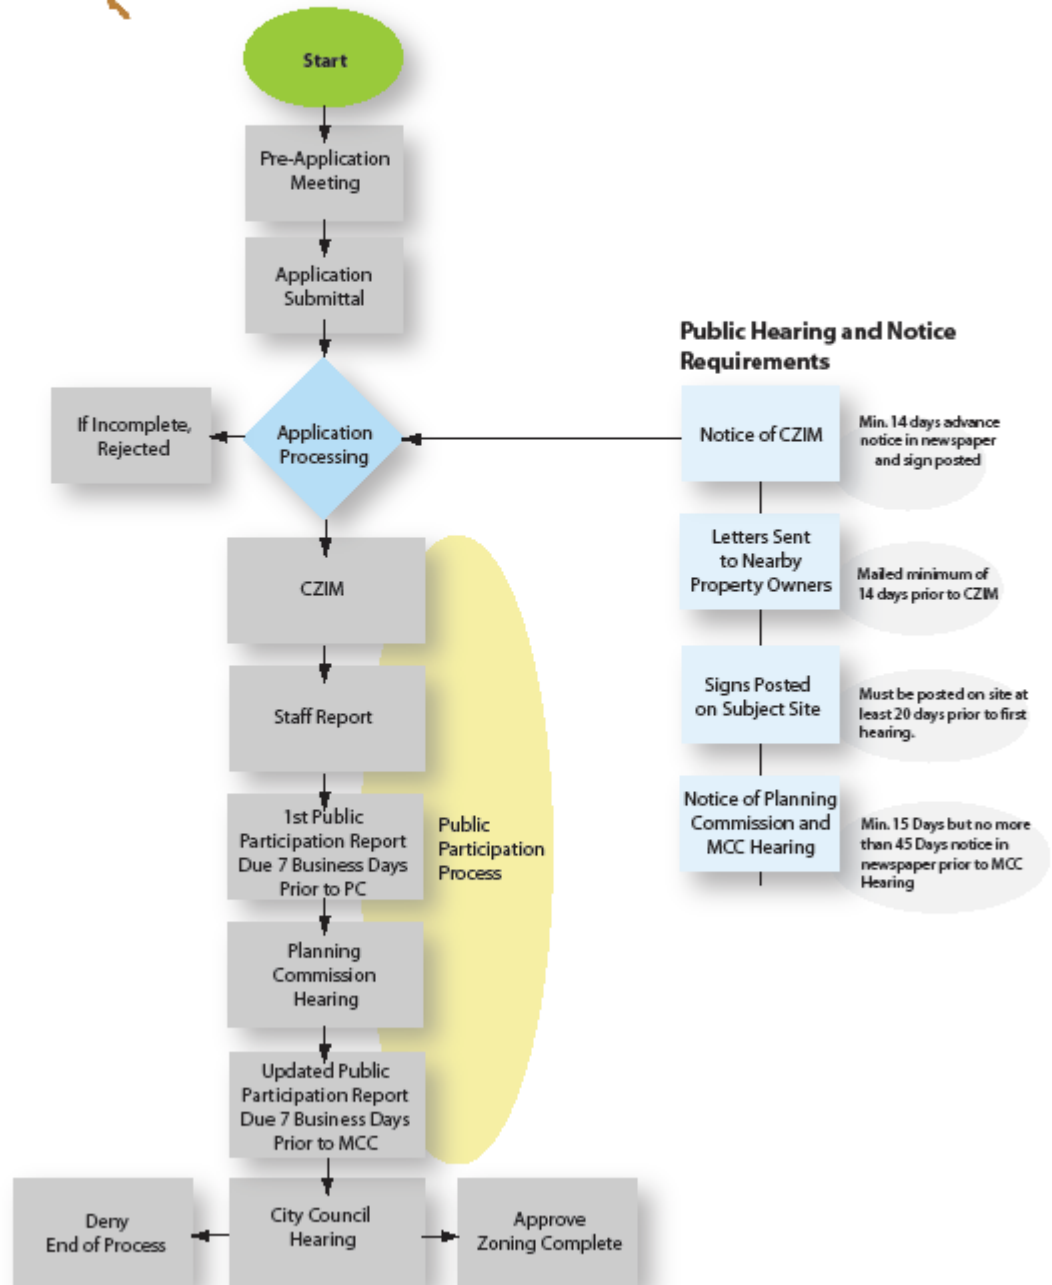 Start
Pre-Application
Meeting
Application
Submittal
Public Hearing and Notice
Requirements
If Incomplete,
Rejected
Application
Processing
Notice of CZIM
Min. 14 days advance
notice in newspaper
and sign posted
CZIM
Letters Sent
to Nearby
Property Owners
Mailed minimum of
14 days prior to CZIM
Staff Report
Signs Posted
on Subject Site
Must be posted on site at
least 20 days prior to first
hearing.
1st Public
Participation Report
Due 7 Business Days
Prior to PC
Public
Participation
Process
Notice of Planning
Commission and
MCC Hearing
Min. 15 Days but no more
than 45 Days notice in
newspaper prior to MCC
Hearing
Planning
Commission
Hearing
Updated Public
Participation Report
Due 7 Business Days
Prior to MCC
Deny
End of Process
City Council
Hearing
Approve
Zoning Complete